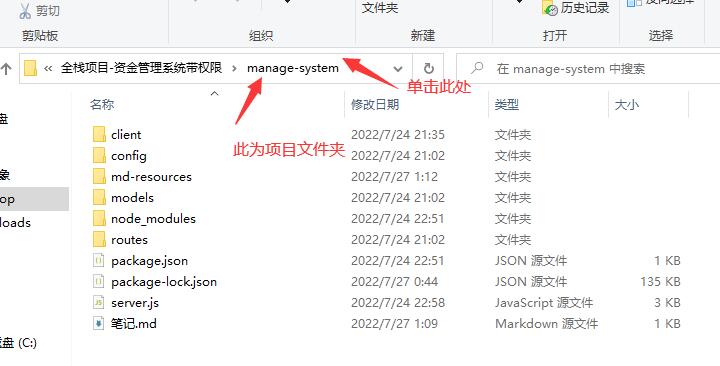 剪切
剪贴板
组织
文件夹
新建
历史记录
打开
选择
« 全栈项目-资金管理系统带权限 › manage-system
在 manage-system 中搜索
单击此处
此为项目文件夹
名称 修改日期 类型 大小
client 2022/7/24 21:35 文件夹
config 2022/7/24 21:02 文件夹
md-resources 2022/7/27 1:12 文件夹
models 2022/7/24 21:02 文件夹
node_modules 2022/7/24 22:51 文件夹
routes 2022/7/24 21:02 文件夹
package.json 2022/7/24 22:51 JSON 源文件 1 KB
package-lock.json 2022/7/27 0:44 JSON 源文件 135 KB
server.js 2022/7/24 22:58 JavaScript 源文件 3 KB
笔记.md 2022/7/27 1:09 Markdown 源文件 1 KB
盘
象
op
loads
盘 (C:)